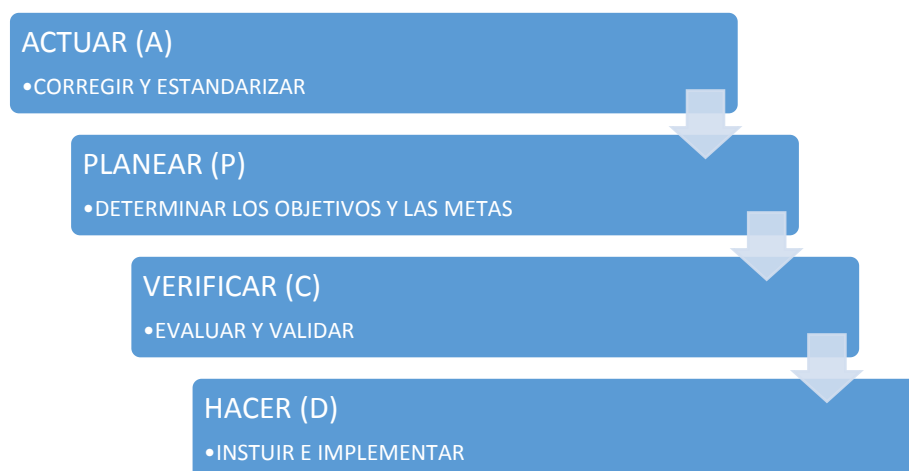 ACTUAR (A)
•CORREGIR Y ESTANDARIZAR
PLANEAR (P)
•DETERMINAR LOS OBJETIVOS Y LAS METAS
VERIFICAR (C)
•EVALUAR Y VALIDAR
HACER (D)
•INSTUIR E IMPLEMENTAR